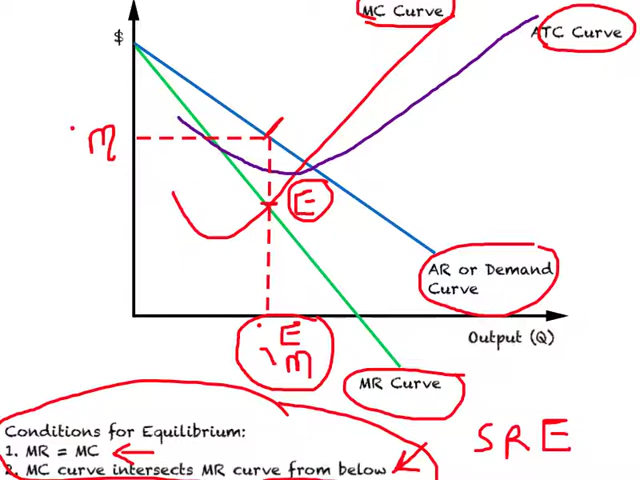 MC Curve
ATC Curve
$
m
E
AR or Demand
Curve
Output (Q)
E
m
MR Curve
Conditions for Equilibrium:
1. MR = MC
2. MC curve intersects MR curve from below
SRE